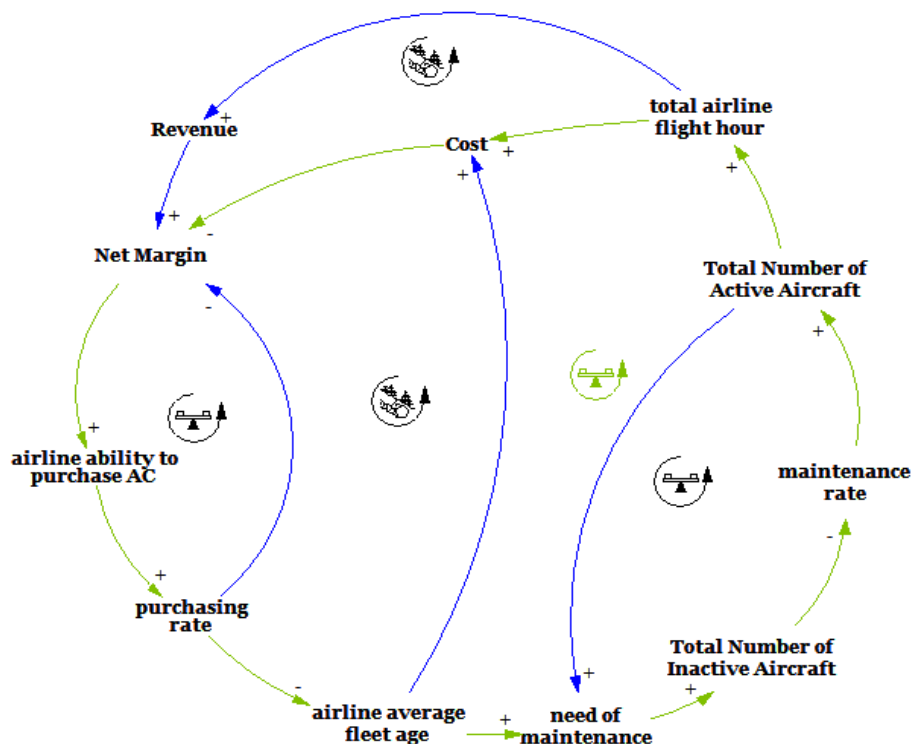 total airline
flight hour
+
Revenue
Cost
+
+
+
+
-
Net Margin
Total Number of
Active Aircraft
-
+
+
airline ability to
purchase AC
maintenance
rate
-
+
purchasing
rate
Total Number of
Inactive Aircraft
+
-
+
airline average
fleet age
+
need of
maintenance